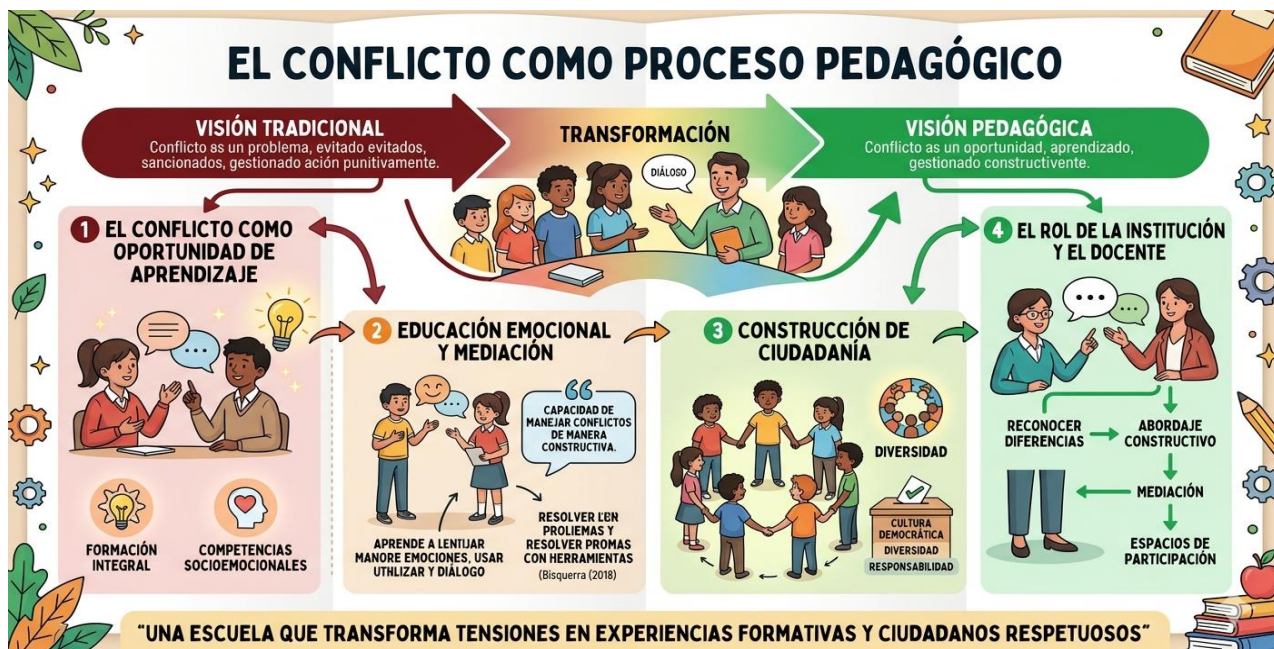 EL CONFLICTO COMO PROCESO PEDAGÓGICO
VISIÓN TRADICIONAL
Conflicto as un problema, evitado evitados,
sancionados, gestionado ación punitivamente.
TRANSFORMACIÓN
DIÁLOSO
VISIÓN PEDAGÓGICA
Conflicto as un oportunidad, aprendizado,
gestionado constructivente.
1 EL CONFLICTO COMO
OPORTUNIDAD DE
APRENDIZAJE
FORMACIÓN
INTEGRAL
COMPETENCIAS
SOCIOEMOCIONALES
2 EDUCACIÓN EMOCIONAL
Y MEDIACIÓN
CAPACIDAD DE
MANEJAR CONFLICTOS
DE MANERA
CONSTRUCTIVA.
APRENDE A LENTIJAR
MANORE EMOCIONES, USAR
UTHLIZAR Y DIÁLOGO
RESOLVER LEN
PROLIEMAS Y
RESOLVER PROMAS
CON HERRAMIENTAS
(Bisquerra (2018)
3 CONSTRUCCIÓN DE
CIUDADANÍA
DIVERSIDAD
CULTURA
DEMOCRÁTICA
DIVERSIDAD
RESPONSABILIDAD
4 EL ROL DE LA INSTITUCIÓN
Y EL DOCENTE
RECONOCER
DIFERENCIAS
ABORDAJE
CONSTRUCTIVO
MEDIACIÓN
ESPACIOS DE
PARTICIPACIÓN
"UNA ESCUELA QUE TRANSFORMA TENSIONES EN EXPERIENCIAS FORMATIVAS Y CIUDADANOS RESPETUOSOS"